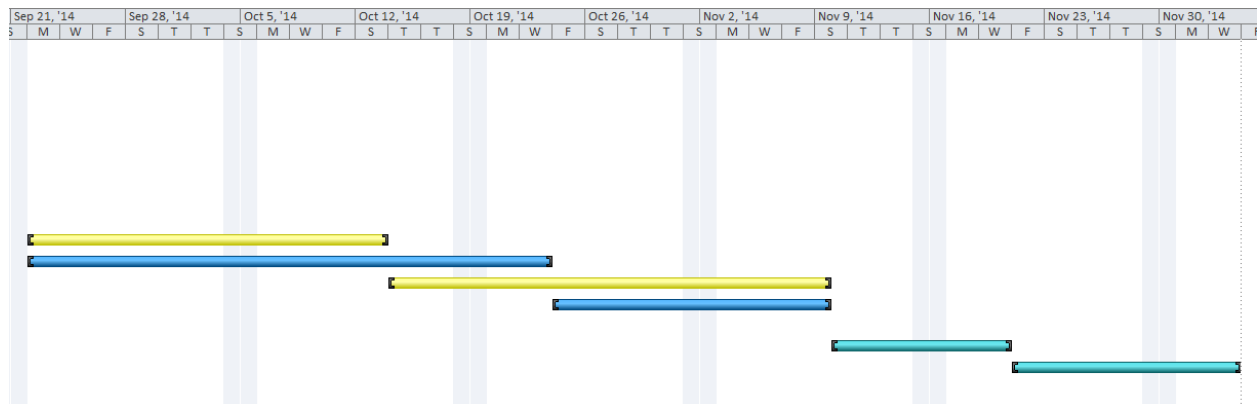 Sep 21, '14 Sep 28, '14 Oct 5, '14 Oct 12, '14 Oct 19, '14 Oct 26, '14 Nov 2, '14 Nov 9, '14 Nov 16, '14 Nov 23, '14 Nov 30, '14
S M W F S T T S M W F S T T S M W F S T T S M W F S T T S M W F S T T S M W F